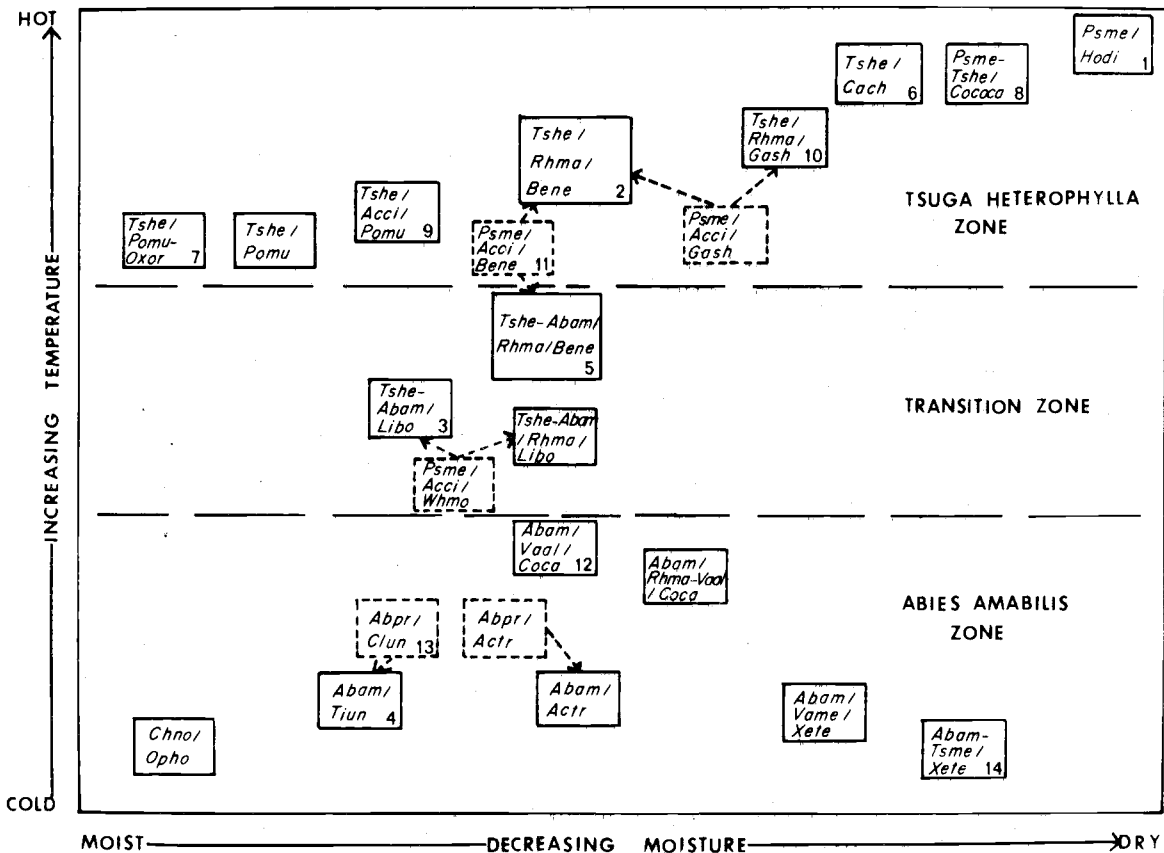 HOT
Psme/
Hodi 1
Tshe/
Cach 6
Psme-
Tshe/
Cococa 8
Tshe/
Rhma/
Bene 2
Tshe/
Rhma/
Gash 10
TSUGA HETEROPHYLLA
ZONE
Tshe/
Pomu-
Oxor 7
Tshe/
Pomu
Tshe/
Acci/
Pomu 9
Psme/
Acci/
Bene 11
Psme/
Acci/
Gash
INCREASING TEMPERATURE
Tshe-Abam/
Rhma/Bene
5
Tshe-
Abam/
Libo 3
Tshe-Abam
/Rhma/
Libo
Psme/
Acci/
Whmo
TRANSITION ZONE
Abam/
Vaal/
Coca 12
Abam/
Rhma-Vaal
/Coca
ABIES AMABILIS
ZONE
Abpr/
Clun 13
Abpr/
Actr
Abam/
Tiun 4
Abam/
Actr
Abam/
Vame/
Xete
Chno/
Opho
Abam-
Tsme/
Xete 14
COLD
MOIST DECREASING MOISTURE DRY